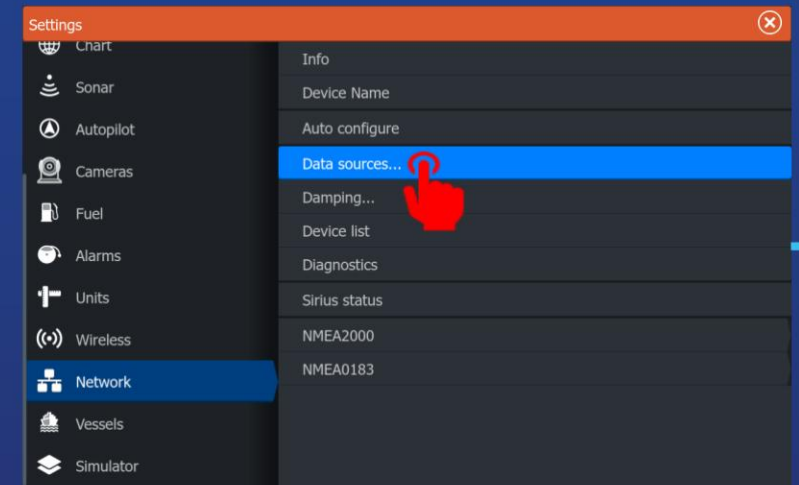 Settings
Chart
Sonar
Autopilot
Cameras
Fuel
Alarms
Units
Wireless
Network
Vessels
Simulator
Info
Device Name
Auto configure
Data sources...
Damping...
Device list
Diagnostics
Sirius status
NMEA2000
NMEA0183